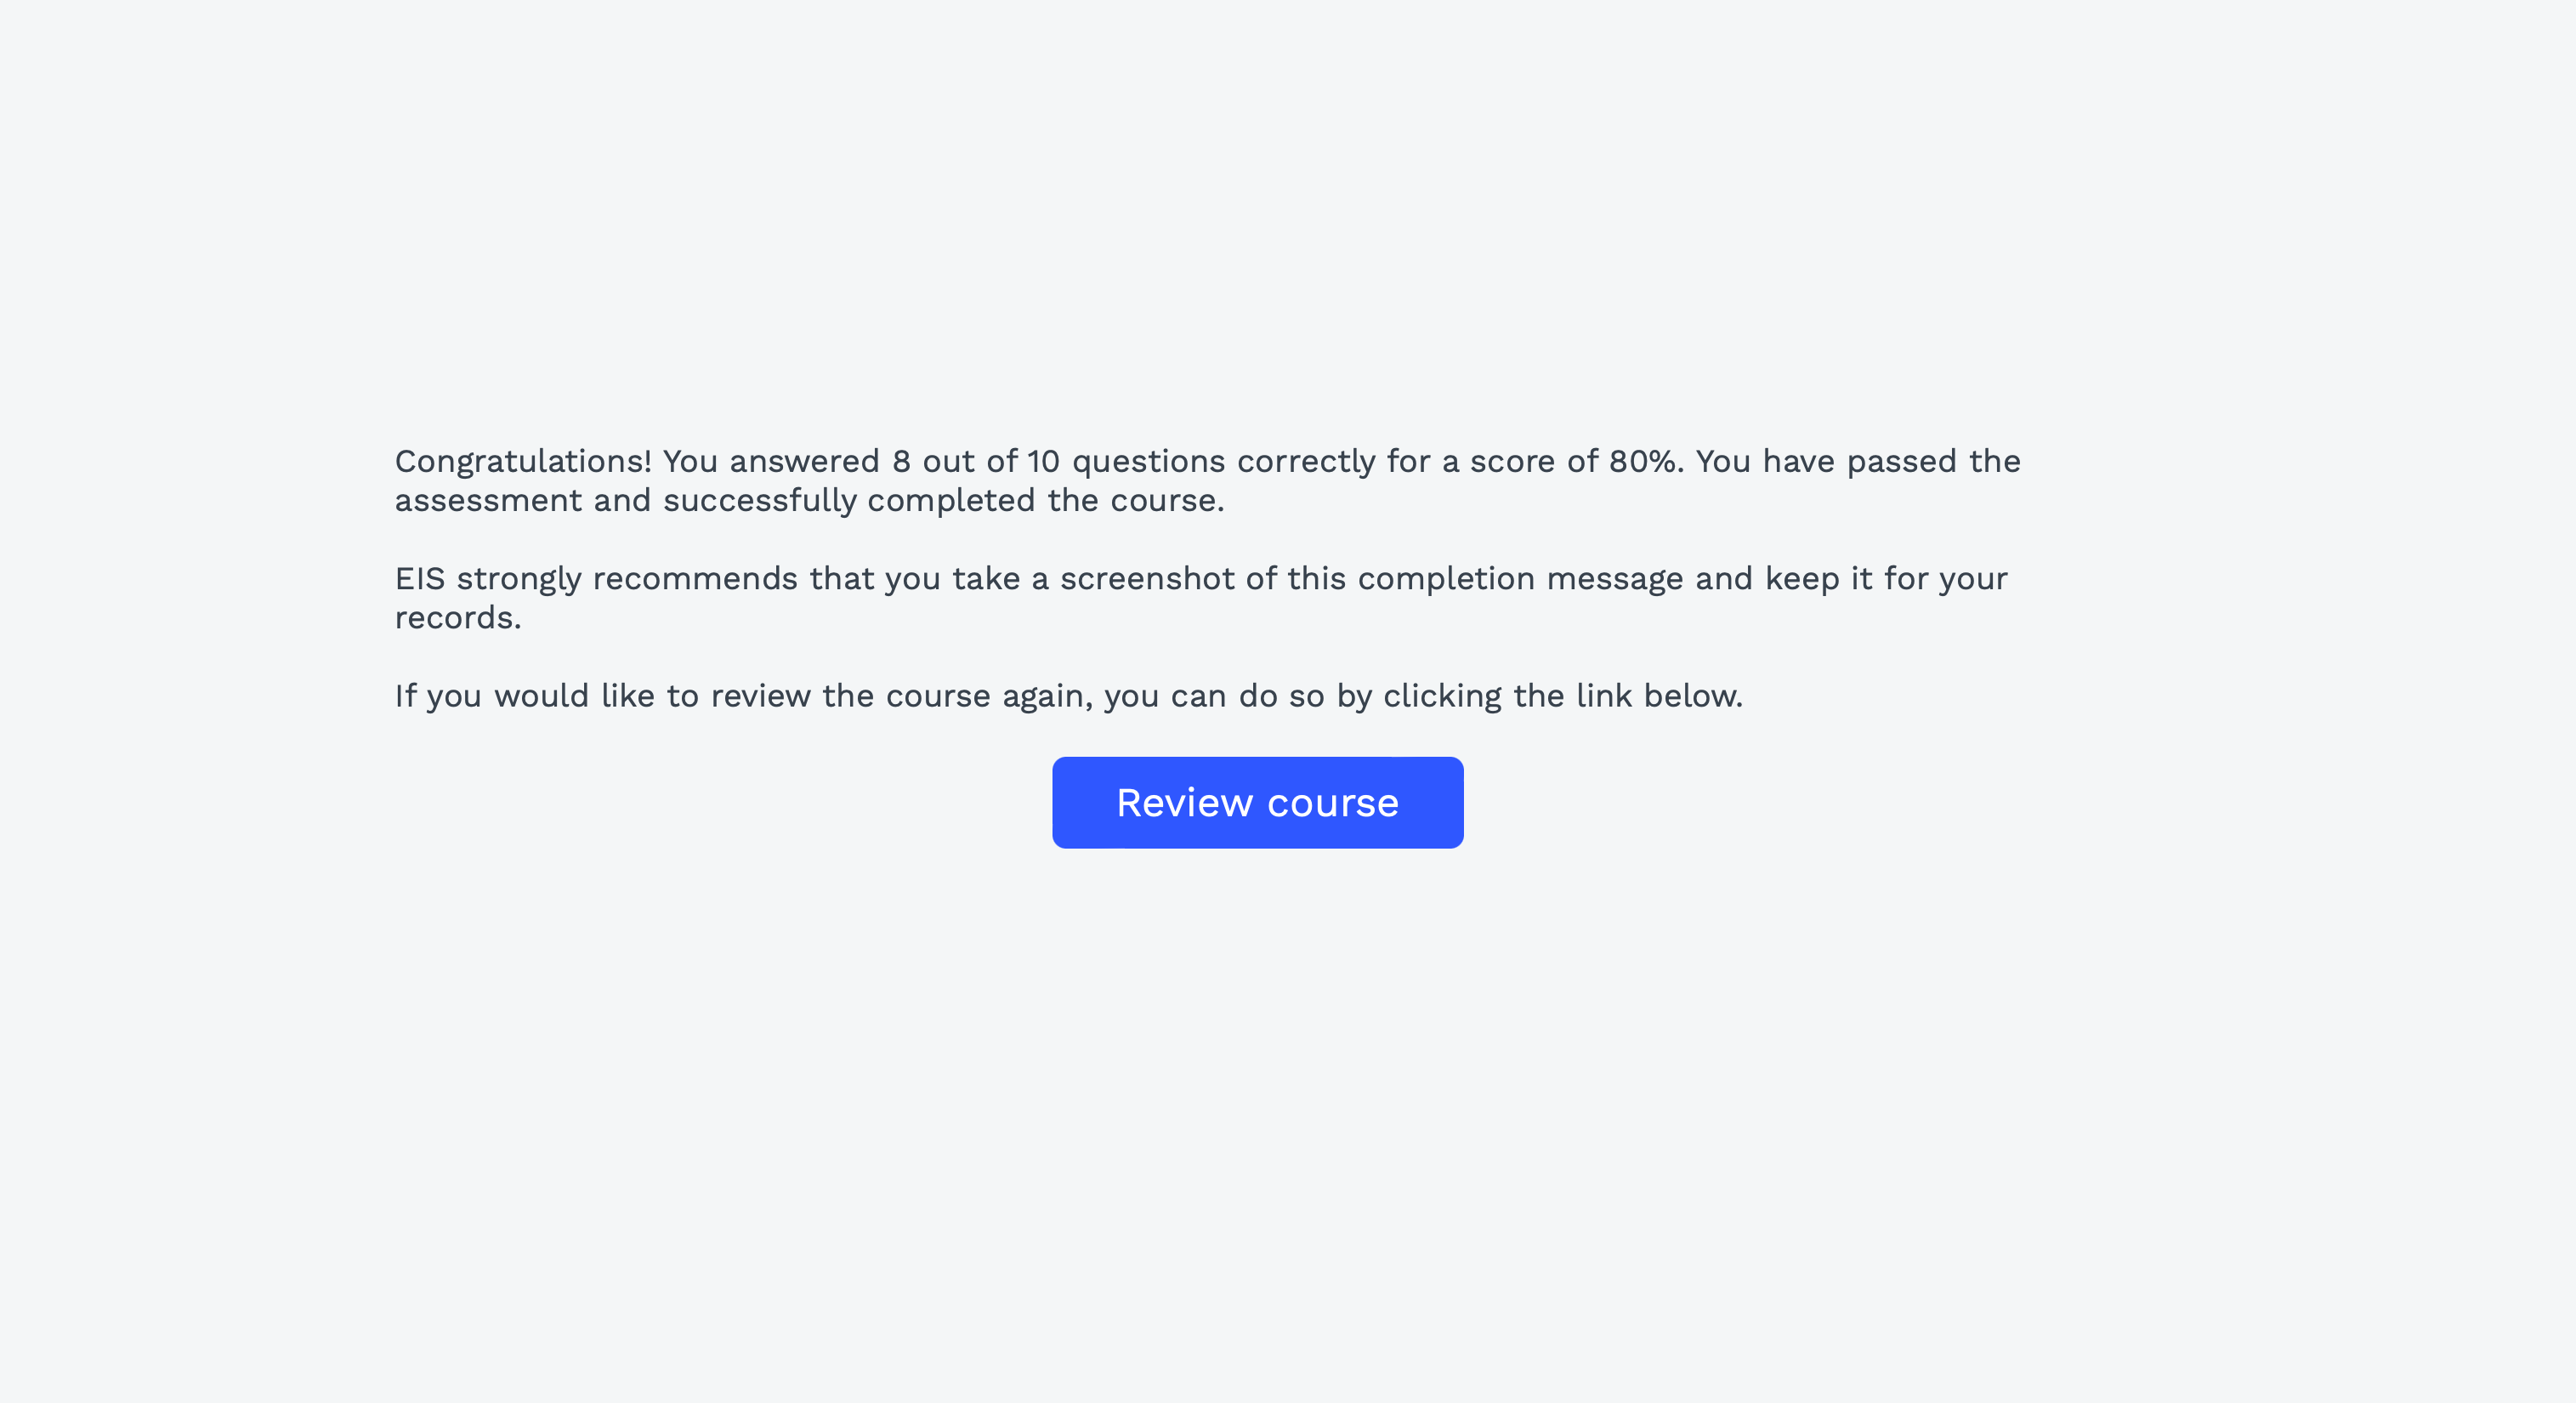 Congratulations! You answered 8 out of 10 questions correctly for a score of 80%. You have passed the
assessment and successfully completed the course.
EIS strongly recommends that you take a screenshot of this completion message and keep it for your
records.
If you would like to review the course again, you can do so by clicking the link below.
Review course